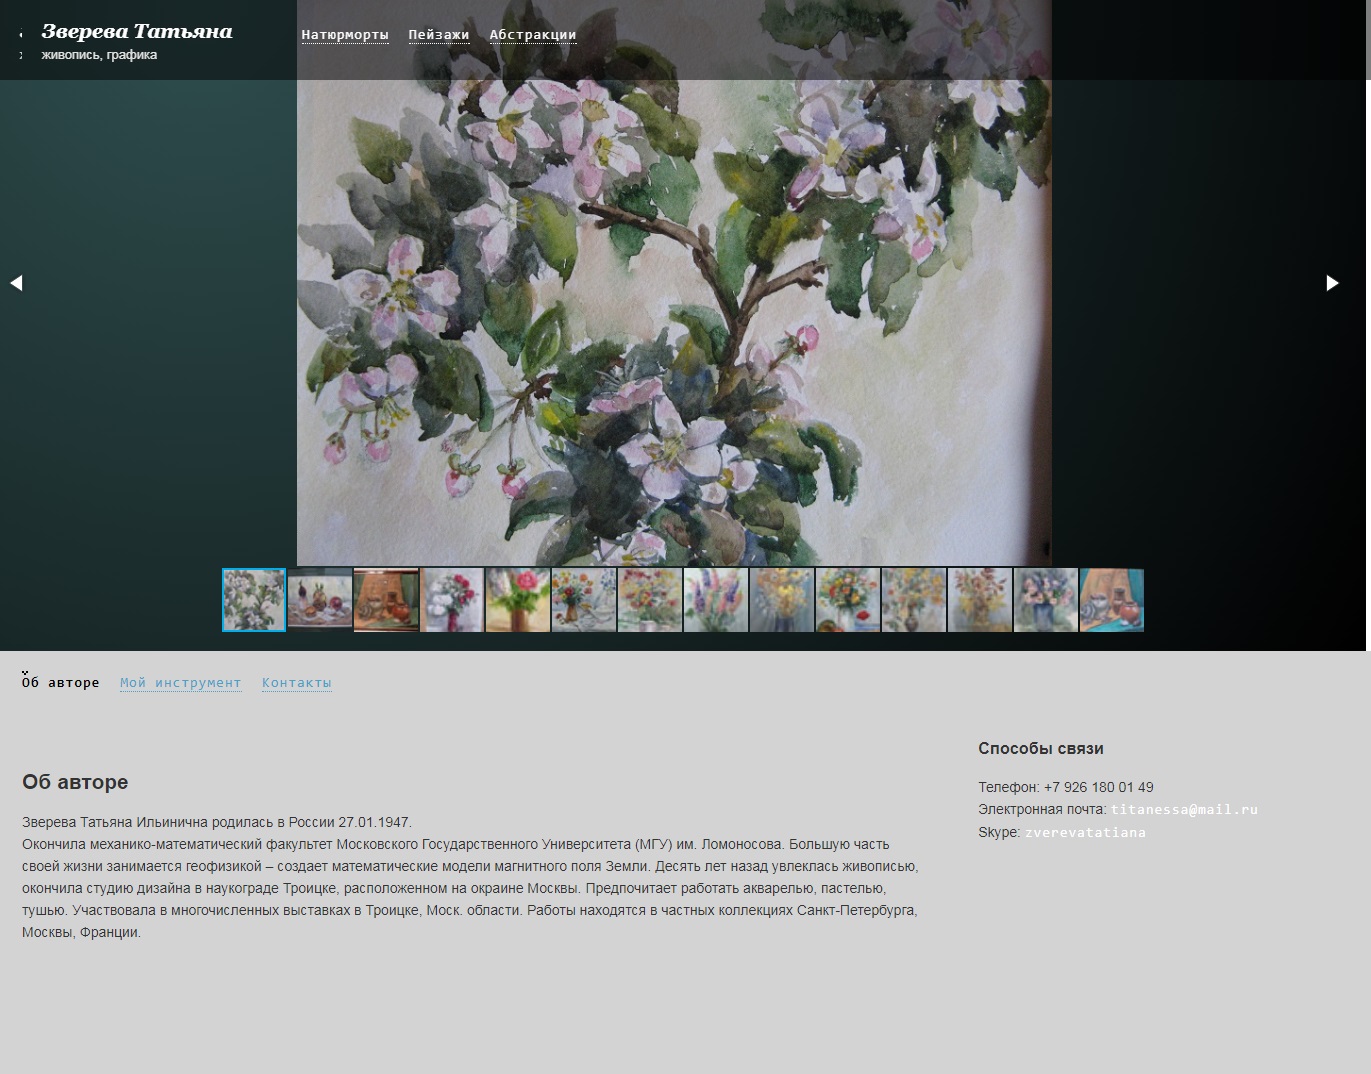 Зверева Татьяна
живопись, графика
Натюрморты Пейзажи Абстракции
Об авторе Мой инструмент Контакты
Об авторе
Зверева Татьяна Ильинична родилась в России 27.01.1947.
Окончила механико-математический факультет Московского Государственного Университета (МГУ) им. Ломоносова. Большую часть
своей жизни занимается геофизикой – создает математические модели магнитного поля Земли. Десять лет назад увлеклась живописью,
окончила студию дизайна в наукограде Троицке, расположенном на окраине Москвы. Предпочитает работать акварелью, пастелью,
тушью. Участвовала в многочисленных выставках в Троицке, Моск. области. Работы находятся в частных коллекциях Санкт-Петербурга,
Москвы, Франции.
Способы связи
Телефон: +7 926 180 01 49
Электронная почта: titanessa@mail.ru
Skype: zverevatatiana